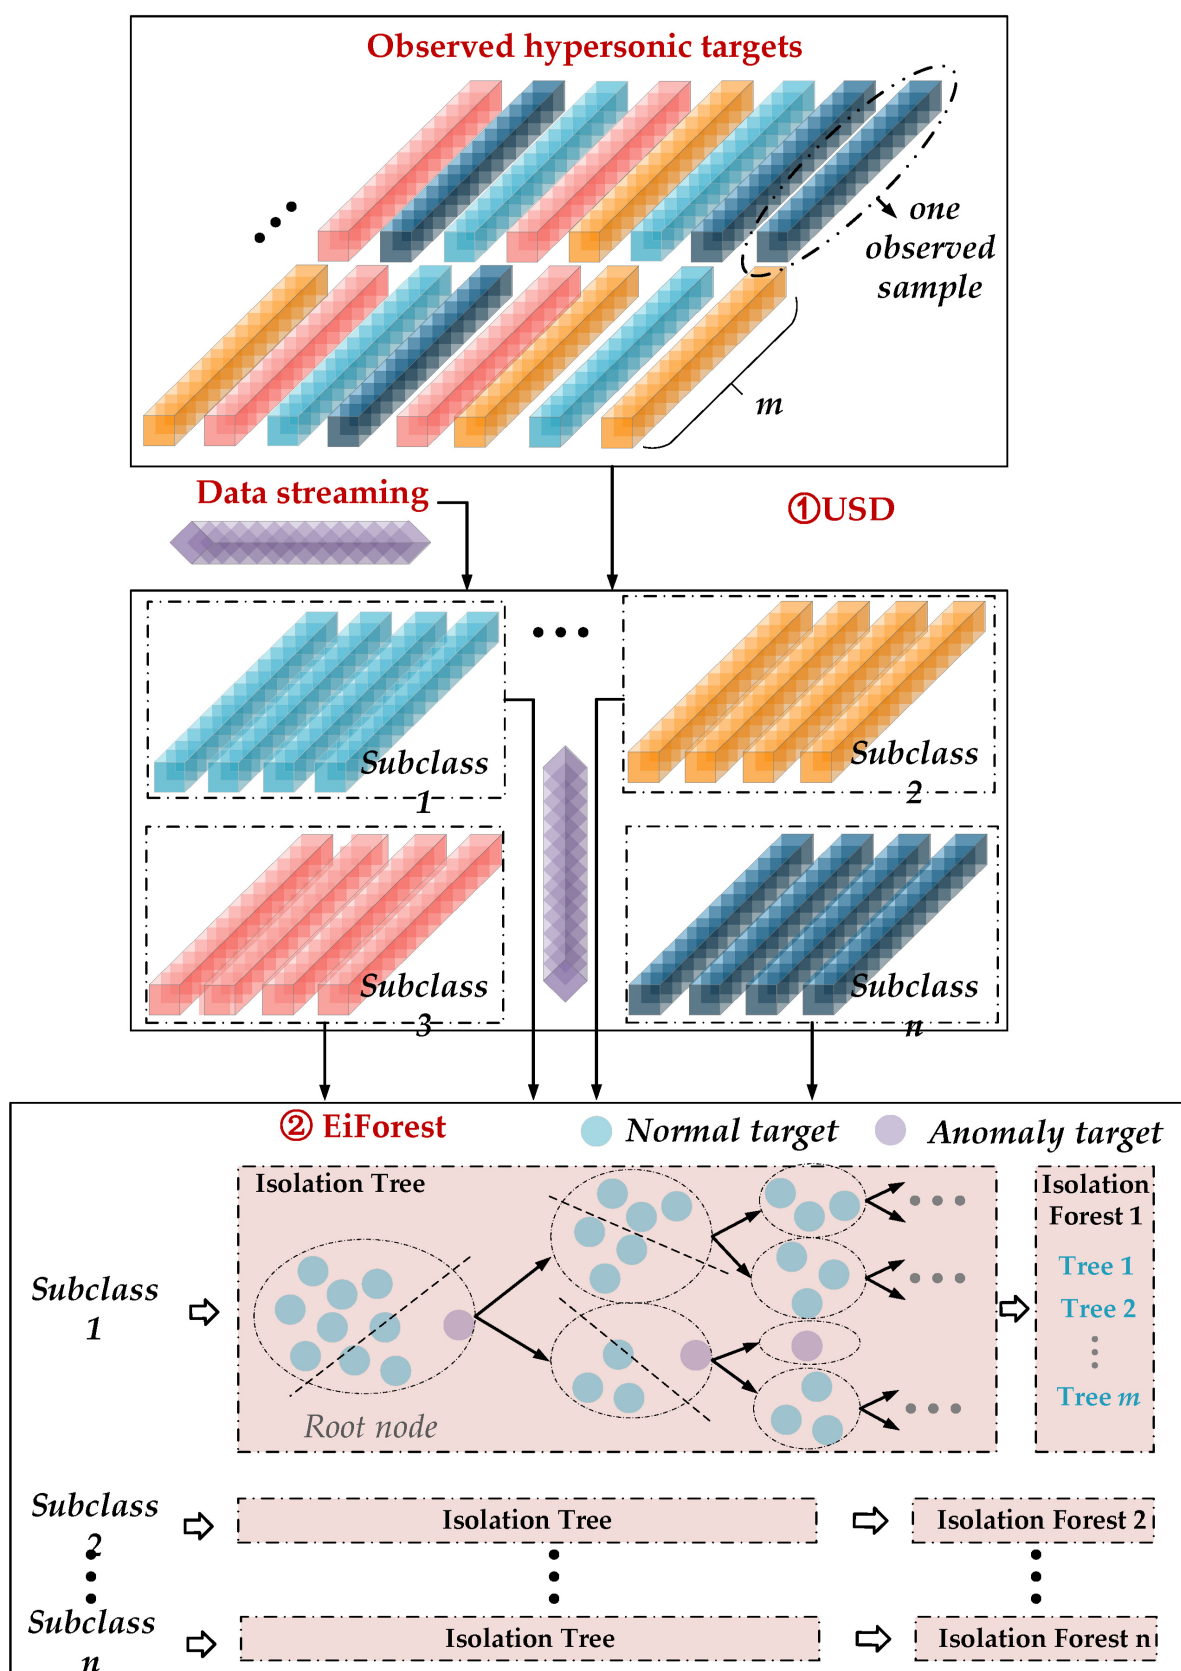 Observed hypersonic targets
one
observed
sample
m
Data streaming
①USD
Subclass
1
Subclass
2
Subclass
3
Subclass
n
② EiForest
Normal target
Anomaly target
Isolation Tree
Root node
Subclass
1
Isolation
Forest 1
Tree 1
Tree 2
Tree m
Subclass
2
Isolation Tree
Isolation Forest 2
Subclass
n
Isolation Tree
Isolation Forest n